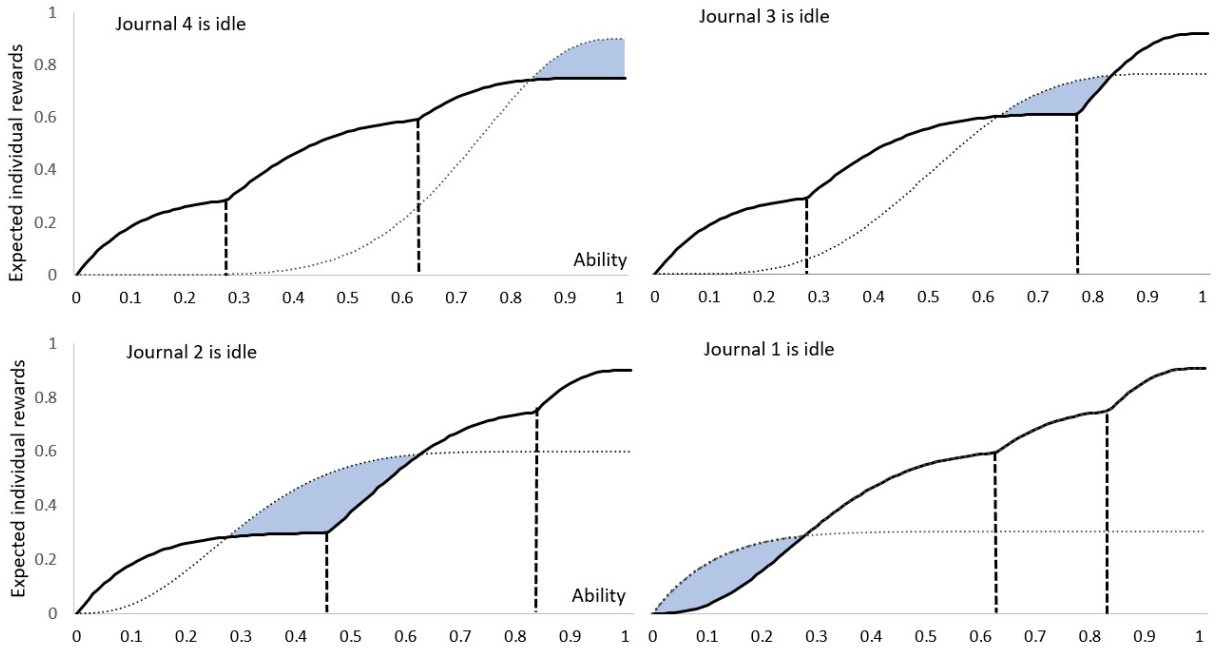 Journal 4 is idle
Expected individual rewards
1
0.8
0.6
0.4
0.2
0
Ability
0 0.1 0.2 0.3 0.4 0.5 0.6 0.7 0.8 0.9 1
Journal 3 is idle
0 0.1 0.2 0.3 0.4 0.5 0.6 0.7 0.8 0.9 1
Journal 2 is idle
Expected individual rewards
1
0.8
0.6
0.4
0.2
0
Ability
0 0.1 0.2 0.3 0.4 0.5 0.6 0.7 0.8 0.9 1
Journal 1 is idle
0 0.1 0.2 0.3 0.4 0.5 0.6 0.7 0.8 0.9 1